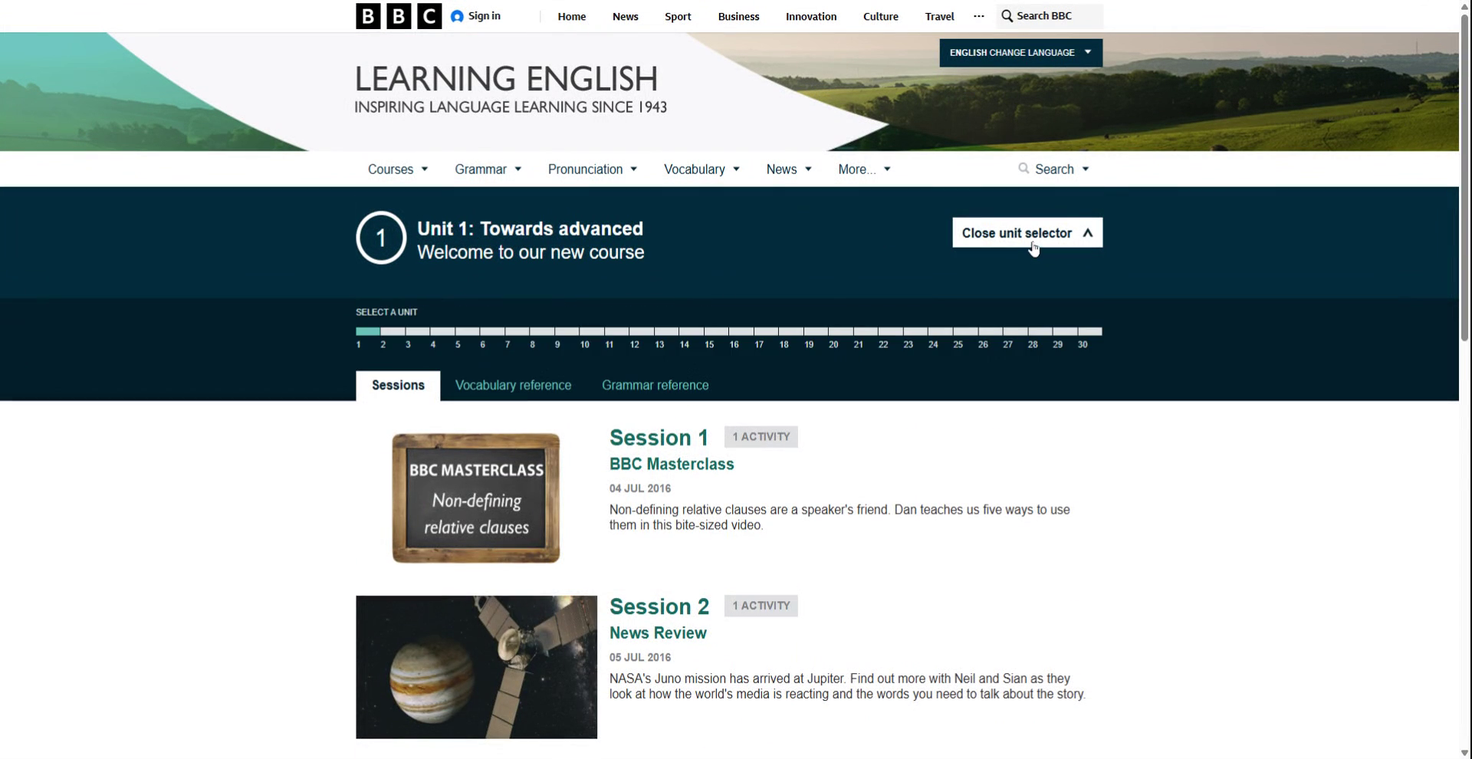 BBC Sign in Home News Sport Business Innovation Culture Travel ... Search BBC
ENGLISH CHANGE LANGUAGE
LEARNING ENGLISH
INSPIRING LANGUAGE LEARNING SINCE 1943
Courses Grammar Pronunciation Vocabulary News More... Search
1
Unit 1: Towards advanced
Welcome to our new course
Close unit selector
SELECT A UNIT
1 2 3 4 5 6 7 8 9 10 11 12 13 14 15 16 17 18 19 20 21 22 23 24 25 26 27 28 29 30
Sessions Vocabulary reference Grammar reference
BBC MASTERCLASS
Non-defining
relative clauses
Session 1 1 ACTIVITY
BBC Masterclass
04 JUL 2016
Non-defining relative clauses are a speaker's friend. Dan teaches us five ways to use
them in this bite-sized video.
Session 2 1 ACTIVITY
News Review
05 JUL 2016
NASA's Juno mission has arrived at Jupiter. Find out more with Neil and Sian as they
look at how the world's media is reacting and the words you need to talk about the story.